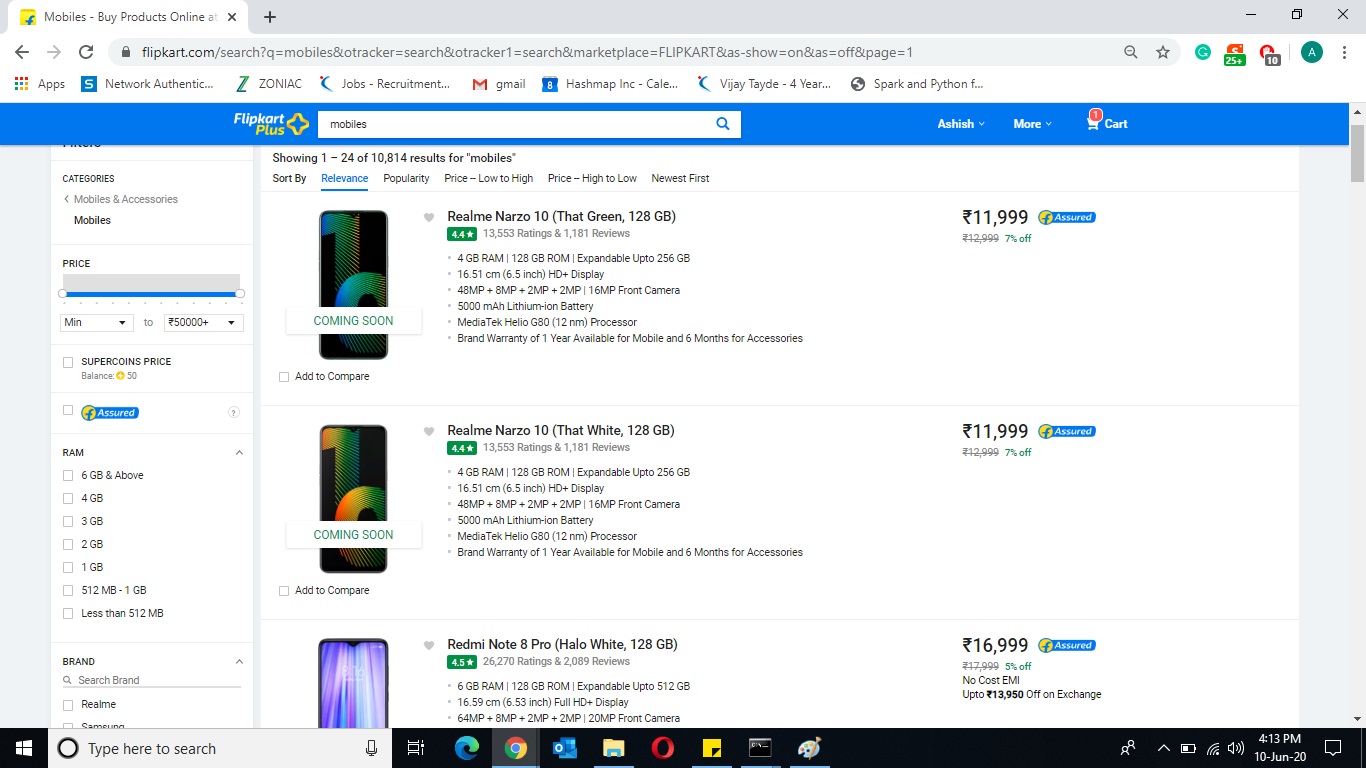 Mobiles - Buy Products Online at
flipkart.com/search?q=mobiles&otracker=search&otracker1=search&marketplace=FLIPKART&as-show=on&as=off&page=1
25+
10
A
Apps
S
Network Authentic...
ZONIAC
Jobs - Recruitment...
gmail
8
Hashmap Inc - Cale...
Vijay Tayde - 4 Year...
Spark and Python f...
Flipkart
Plus
mobiles
Ashish
More
1
Cart
Filters
CATEGORIES
Mobiles & Accessories
Mobiles
PRICE
Min
to
₹50000+
SUPERCOINS PRICE
Balance: 50
Assured
?
RAM
6 GB & Above
4 GB
3 GB
2 GB
1 GB
512 MB - 1 GB
Less than 512 MB
BRAND
Search Brand
Realme
Samsung
Showing 1 – 24 of 10,814 results for "mobiles"
Sort By Relevance Popularity Price -- Low to High Price -- High to Low Newest First
COMING SOON
Add to Compare
Realme Narzo 10 (That Green, 128 GB)
4.4★ 13,553 Ratings & 1,181 Reviews
4 GB RAM | 128 GB ROM | Expandable Upto 256 GB
16.51 cm (6.5 inch) HD+ Display
48MP + 8MP + 2MP + 2MP | 16MP Front Camera
5000 mAh Lithium-ion Battery
MediaTek Helio G80 (12 nm) Processor
Brand Warranty of 1 Year Available for Mobile and 6 Months for Accessories
₹11,999 Assured
₹12,999 7% off
COMING SOON
Add to Compare
Realme Narzo 10 (That White, 128 GB)
4.4★ 13,553 Ratings & 1,181 Reviews
4 GB RAM | 128 GB ROM | Expandable Upto 256 GB
16.51 cm (6.5 inch) HD+ Display
48MP + 8MP + 2MP + 2MP | 16MP Front Camera
5000 mAh Lithium-ion Battery
MediaTek Helio G80 (12 nm) Processor
Brand Warranty of 1 Year Available for Mobile and 6 Months for Accessories
₹11,999 Assured
₹12,999 7% off
Redmi Note 8 Pro (Halo White, 128 GB)
4.5★ 26,270 Ratings & 2,089 Reviews
6 GB RAM | 128 GB ROM | Expandable Upto 512 GB
16.59 cm (6.53 inch) Full HD+ Display
64MP + 8MP + 2MP + 2MP | 20MP Front Camera
₹16,999 Assured
₹17,999 5% off
No Cost EMI
Upto ₹13,950 Off on Exchange
Type here to search
4:13 PM
10-Jun-20